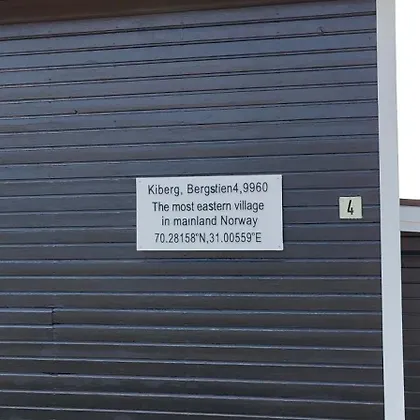 Kiberg, Bergstien4,9960
The most eastern village
in mainland Norway
70.28158°N,31.00559°E
4